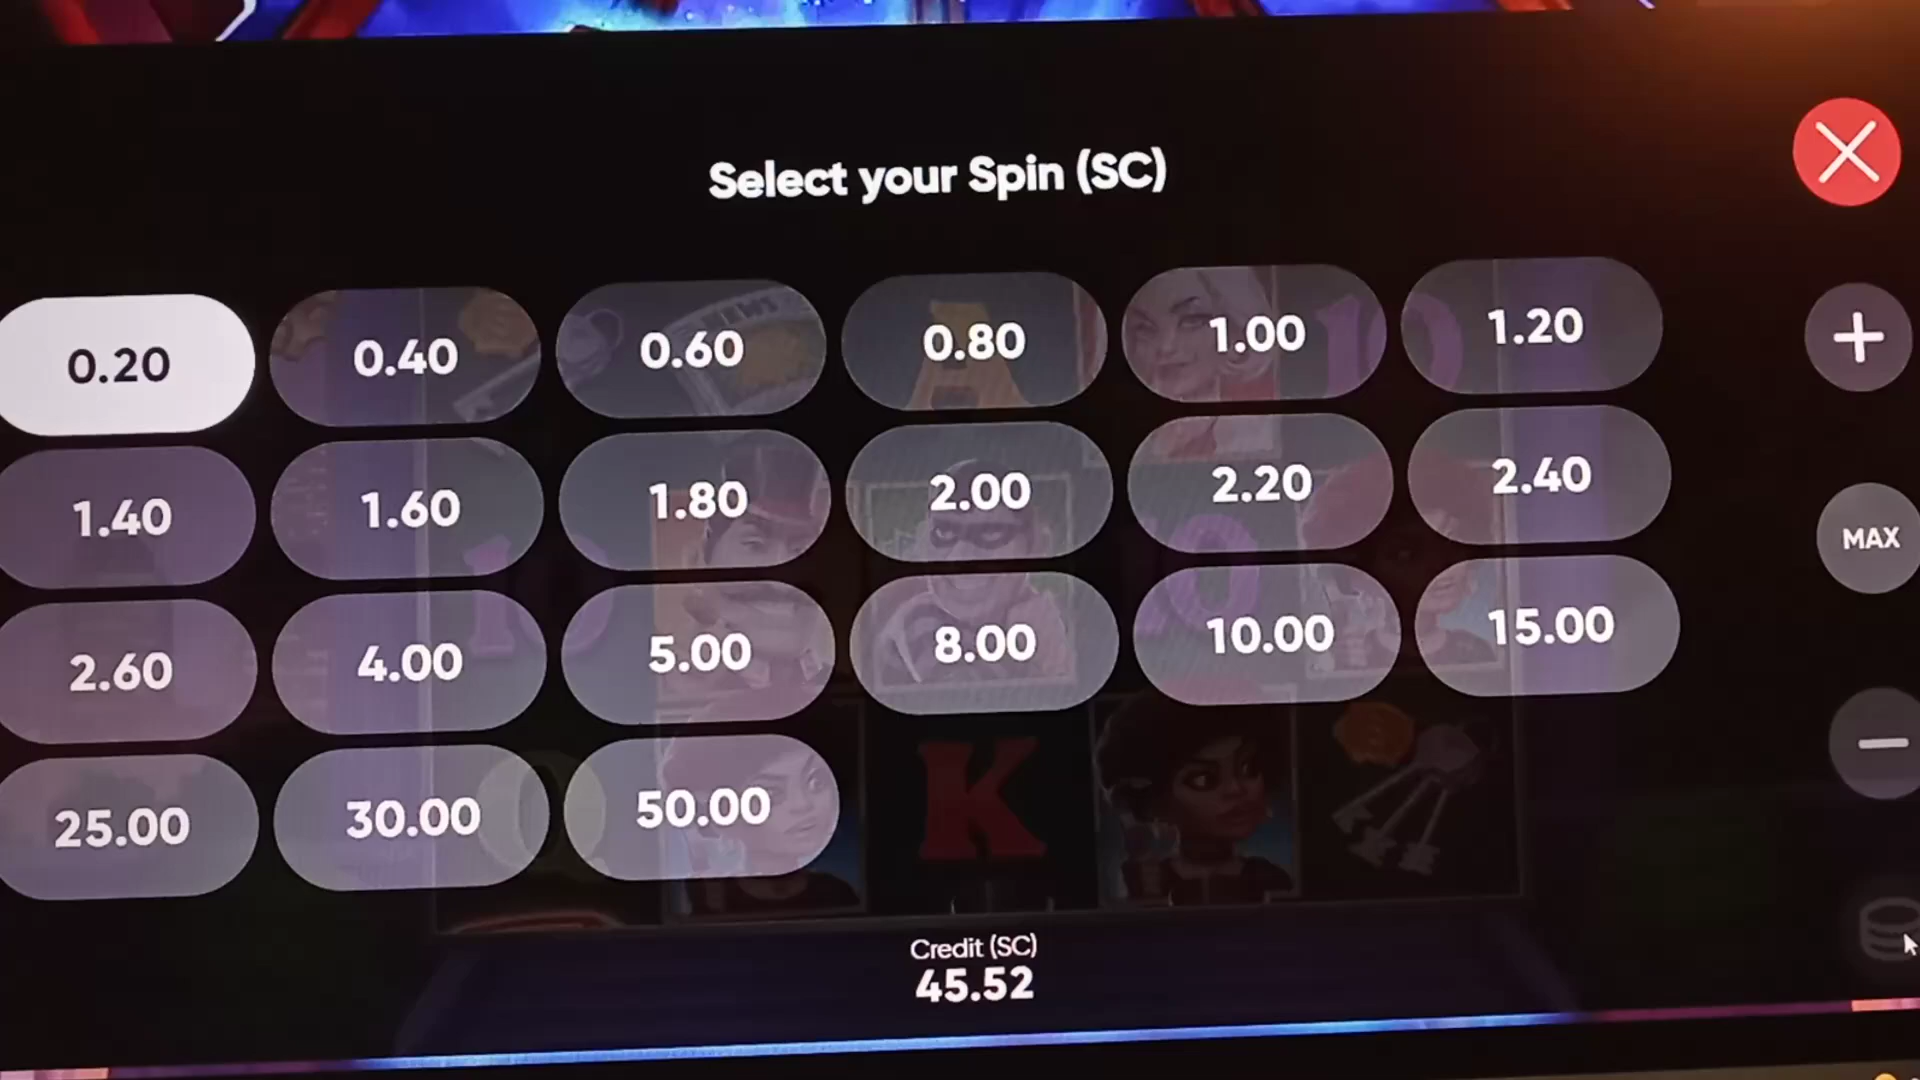 Select your Spin (SC)
0.20 0.40 0.60 0.80 1.00 1.20
1.40 1.60 1.80 2.00 2.20 2.40
MAX
2.60 4.00 5.00 8.00 10.00 15.00
25.00 30.00 50.00
K
Credit (SC)
45.52